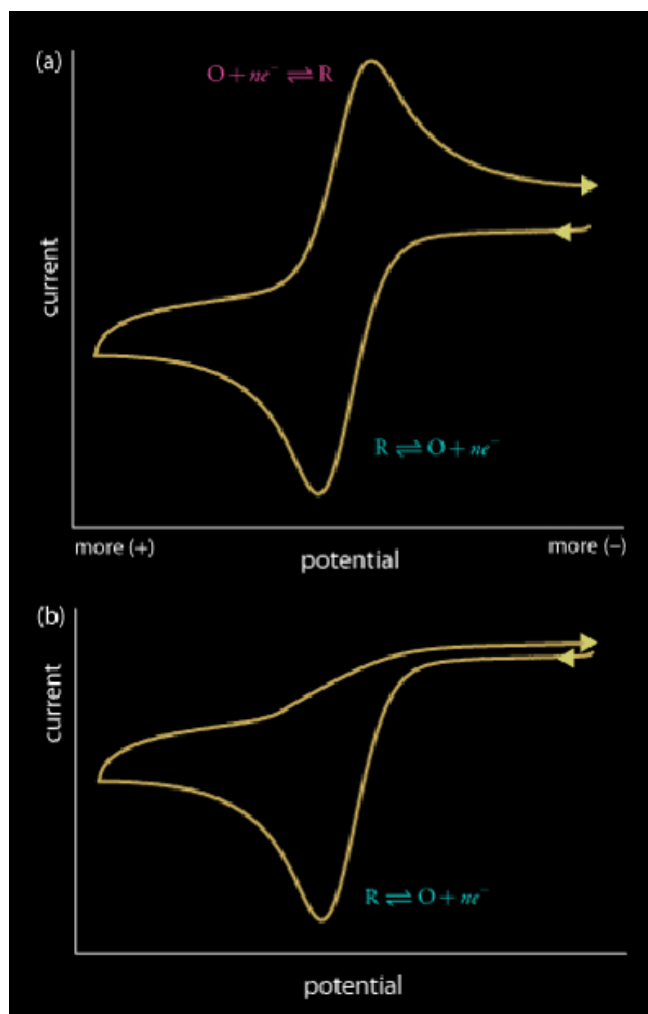 (a)
O + ne⁻ ⇌ R
current
R ⇌ O + ne⁻
more (+)
potential
more (−)
(b)
current
R ⇌ O + ne⁻
potential